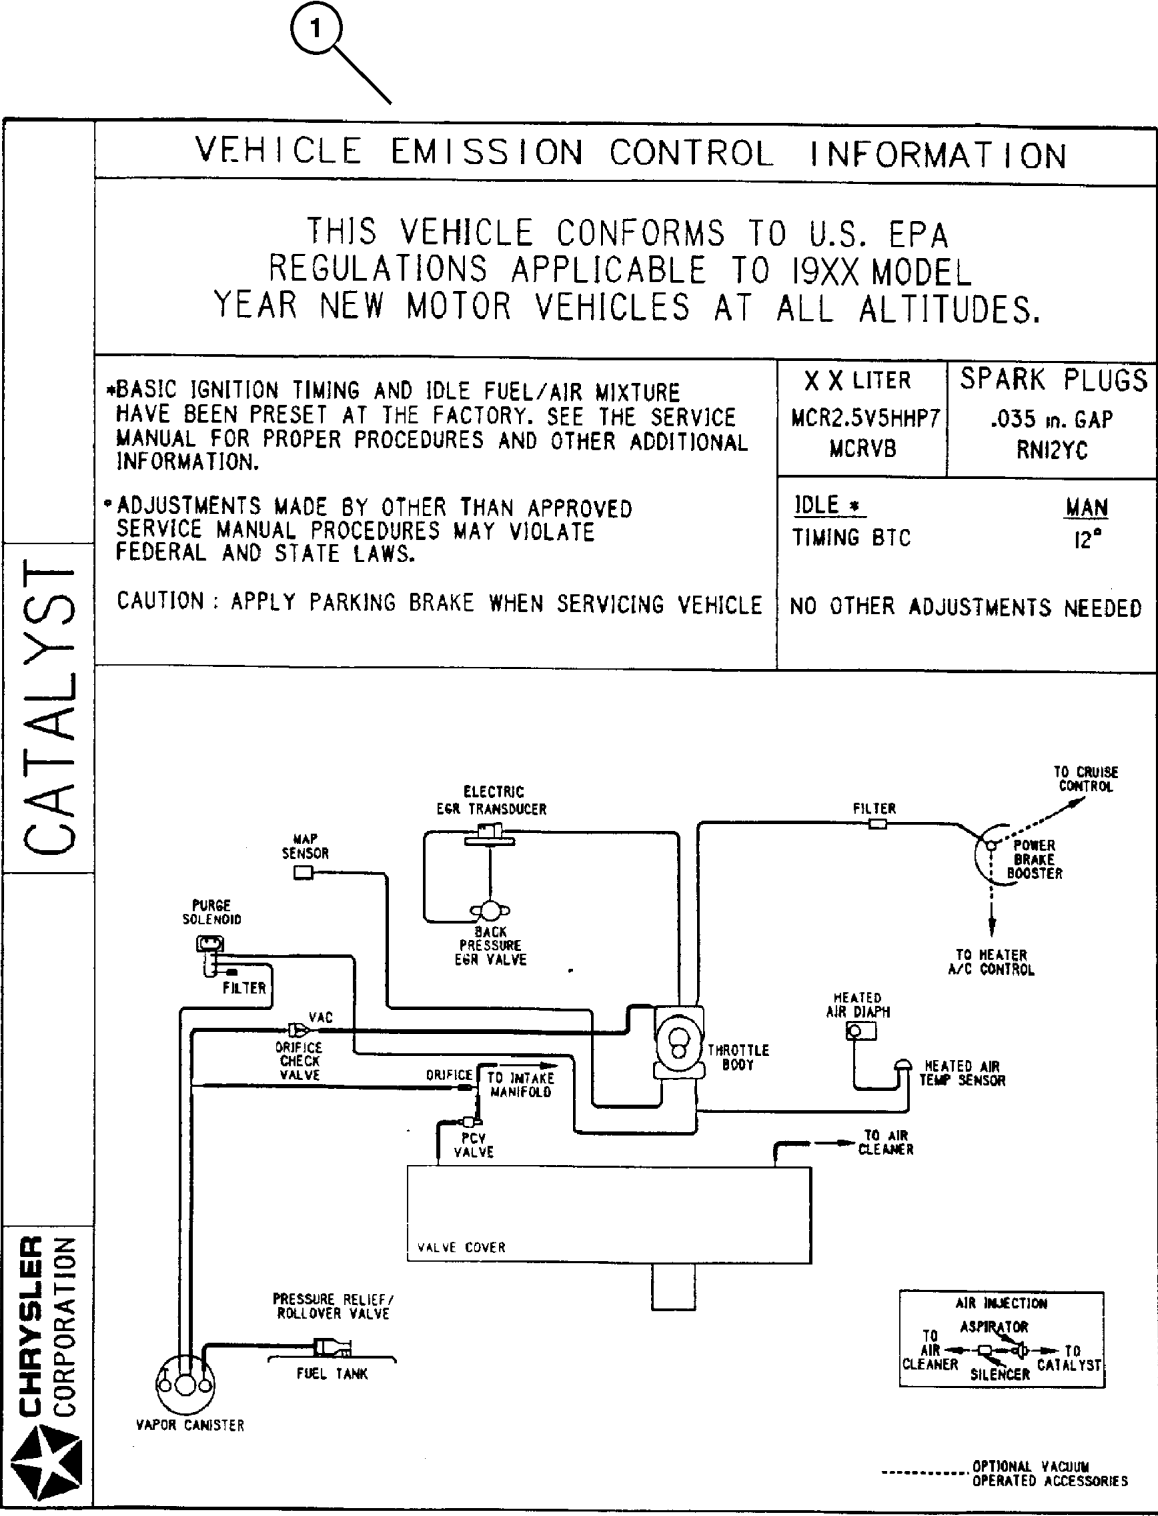 1
VEHICLE EMISSION CONTROL INFORMATION
THIS VEHICLE CONFORMS TO U.S. EPA
REGULATIONS APPLICABLE TO 19XX MODEL
YEAR NEW MOTOR VEHICLES AT ALL ALTITUDES.
*BASIC IGNITION TIMING AND IDLE FUEL/AIR MIXTURE
HAVE BEEN PRESET AT THE FACTORY. SEE THE SERVICE
MANUAL FOR PROPER PROCEDURES AND OTHER ADDITIONAL
INFORMATION.
•ADJUSTMENTS MADE BY OTHER THAN APPROVED
SERVICE MANUAL PROCEDURES MAY VIOLATE
FEDERAL AND STATE LAWS.
CAUTION : APPLY PARKING BRAKE WHEN SERVICING VEHICLE
X X LITER
MCR2.5V5HHP7
MCRVB
SPARK PLUGS
.035 in. GAP
RN12YC
IDLE * MAN
TIMING BTC 12°
NO OTHER ADJUSTMENTS NEEDED
CATALYST
CHRYSLER
CORPORATION
ELECTRIC
EGR TRANSDUCER
MAP
SENSOR
PURGE
SOLENOID
FILTER
BACK
PRESSURE
EGR VALVE
FILTER
TO CRUISE
CONTROL
POWER
BRAKE
BOOSTER
TO HEATER
A/C CONTROL
VAC
ORIFICE
CHECK
VALVE
ORIFICE
TO INTAKE
MANIFOLD
PCV
VALVE
THROTTLE
BODY
HEATED
AIR DIAPH
HEATED AIR
TEMP SENSOR
TO AIR
CLEANER
VALVE COVER
PRESSURE RELIEF/
ROLLOVER VALVE
FUEL TANK
VAPOR CANISTER
AIR INJECTION
ASPIRATOR
TO
AIR
CLEANER
SILENCER
TO
CATALYST
OPTIONAL VACUUM
OPERATED ACCESSORIES